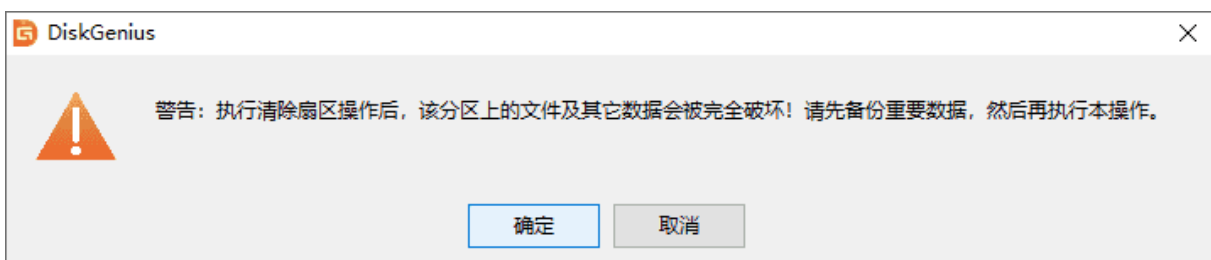 DiskGenius
警告：执行清除扇区操作后，该分区上的文件及其它数据会被完全破坏！请先备份重要数据，然后再执行本操作。
确定
取消